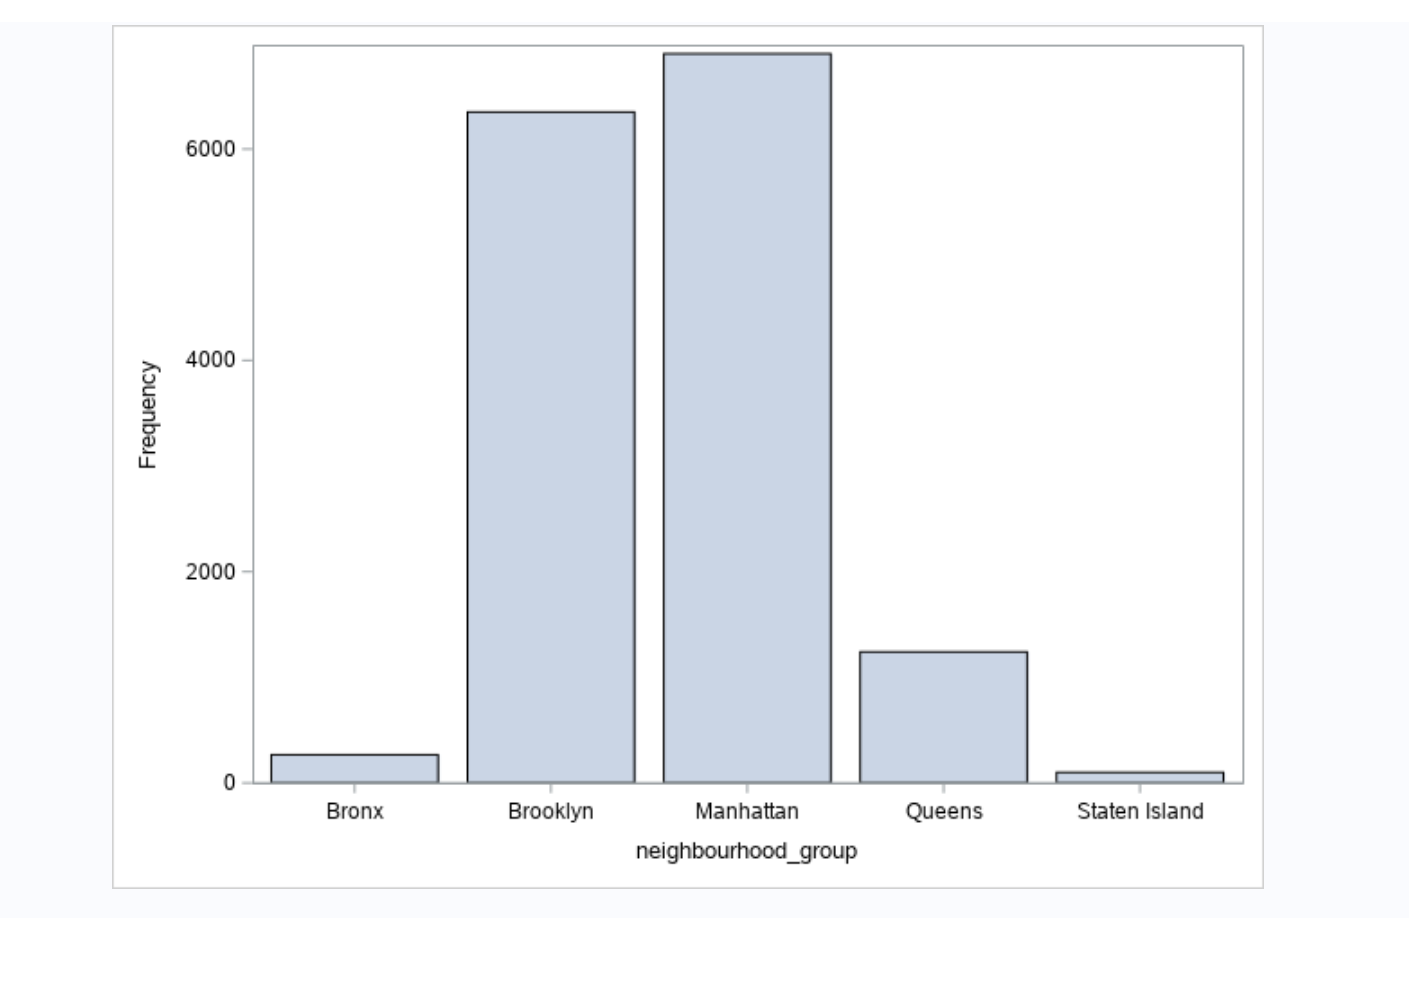 6000
4000
2000
0
Frequency
Bronx Brooklyn Manhattan Queens Staten Island
neighbourhood_group